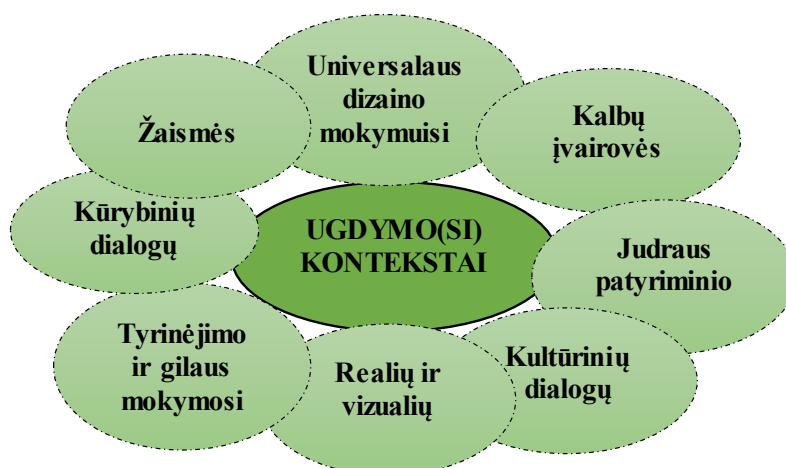 Universalaus
dizaino
mokymuisi
Žaismės
Kalbų
įvairovės
Kūrybinių
dialogų
UGDYMO(SI)
KONTEKSTAI
Judraus
patyriminio
Tyrinėjimo
ir gilaus
mokymosi
Realių ir
vizualių
Kultūrinių
dialogų